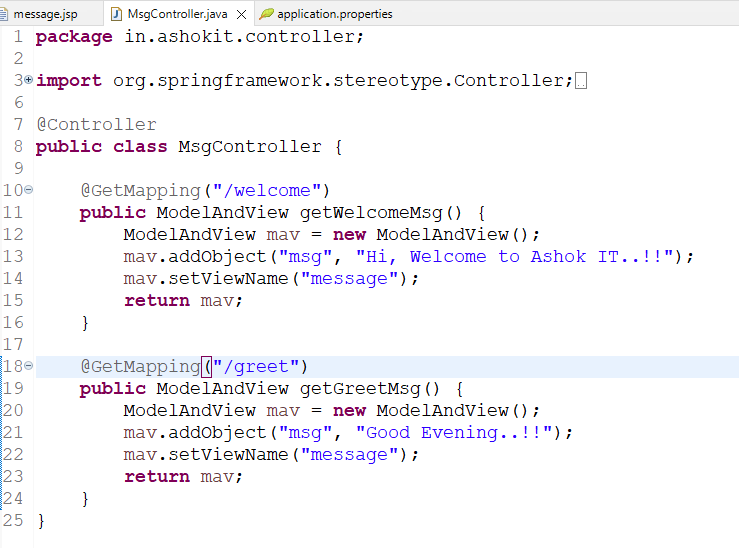 message.jsp MsgController.java application.properties
1 package in.ashokit.controller;
2
3 import org.springframework.stereotype.Controller;
6
7 @Controller
8 public class MsgController {
9
10 @GetMapping("/welcome")
11 public ModelAndView getWelcomeMsg() {
12 ModelAndView mav = new ModelAndView();
13 mav.addObject("msg", "Hi, Welcome to Ashok IT..!!");
14 mav.setViewName("message");
15 return mav;
16 }
17
18 @GetMapping("/greet")
19 public ModelAndView getGreetMsg() {
20 ModelAndView mav = new ModelAndView();
21 mav.addObject("msg", "Good Evening..!!");
22 mav.setViewName("message");
23 return mav;
24 }
25 }